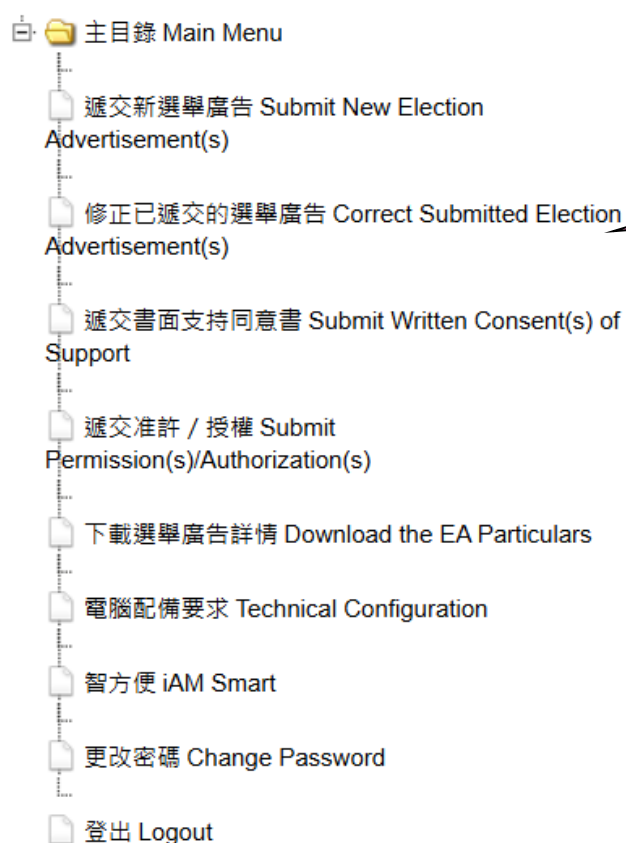 主目錄 Main Menu
遞交新選舉廣告 Submit New Election
Advertisement(s)
修正已遞交的選舉廣告 Correct Submitted Election
Advertisement(s)
遞交書面支持同意書 Submit Written Consent(s) of
Support
遞交准許 / 授權 Submit
Permission(s)/Authorization(s)
下載選舉廣告詳情 Download the EA Particulars
電腦配備要求 Technical Configuration
智方便 iAM Smart
更改密碼 Change Password
登出 Logout